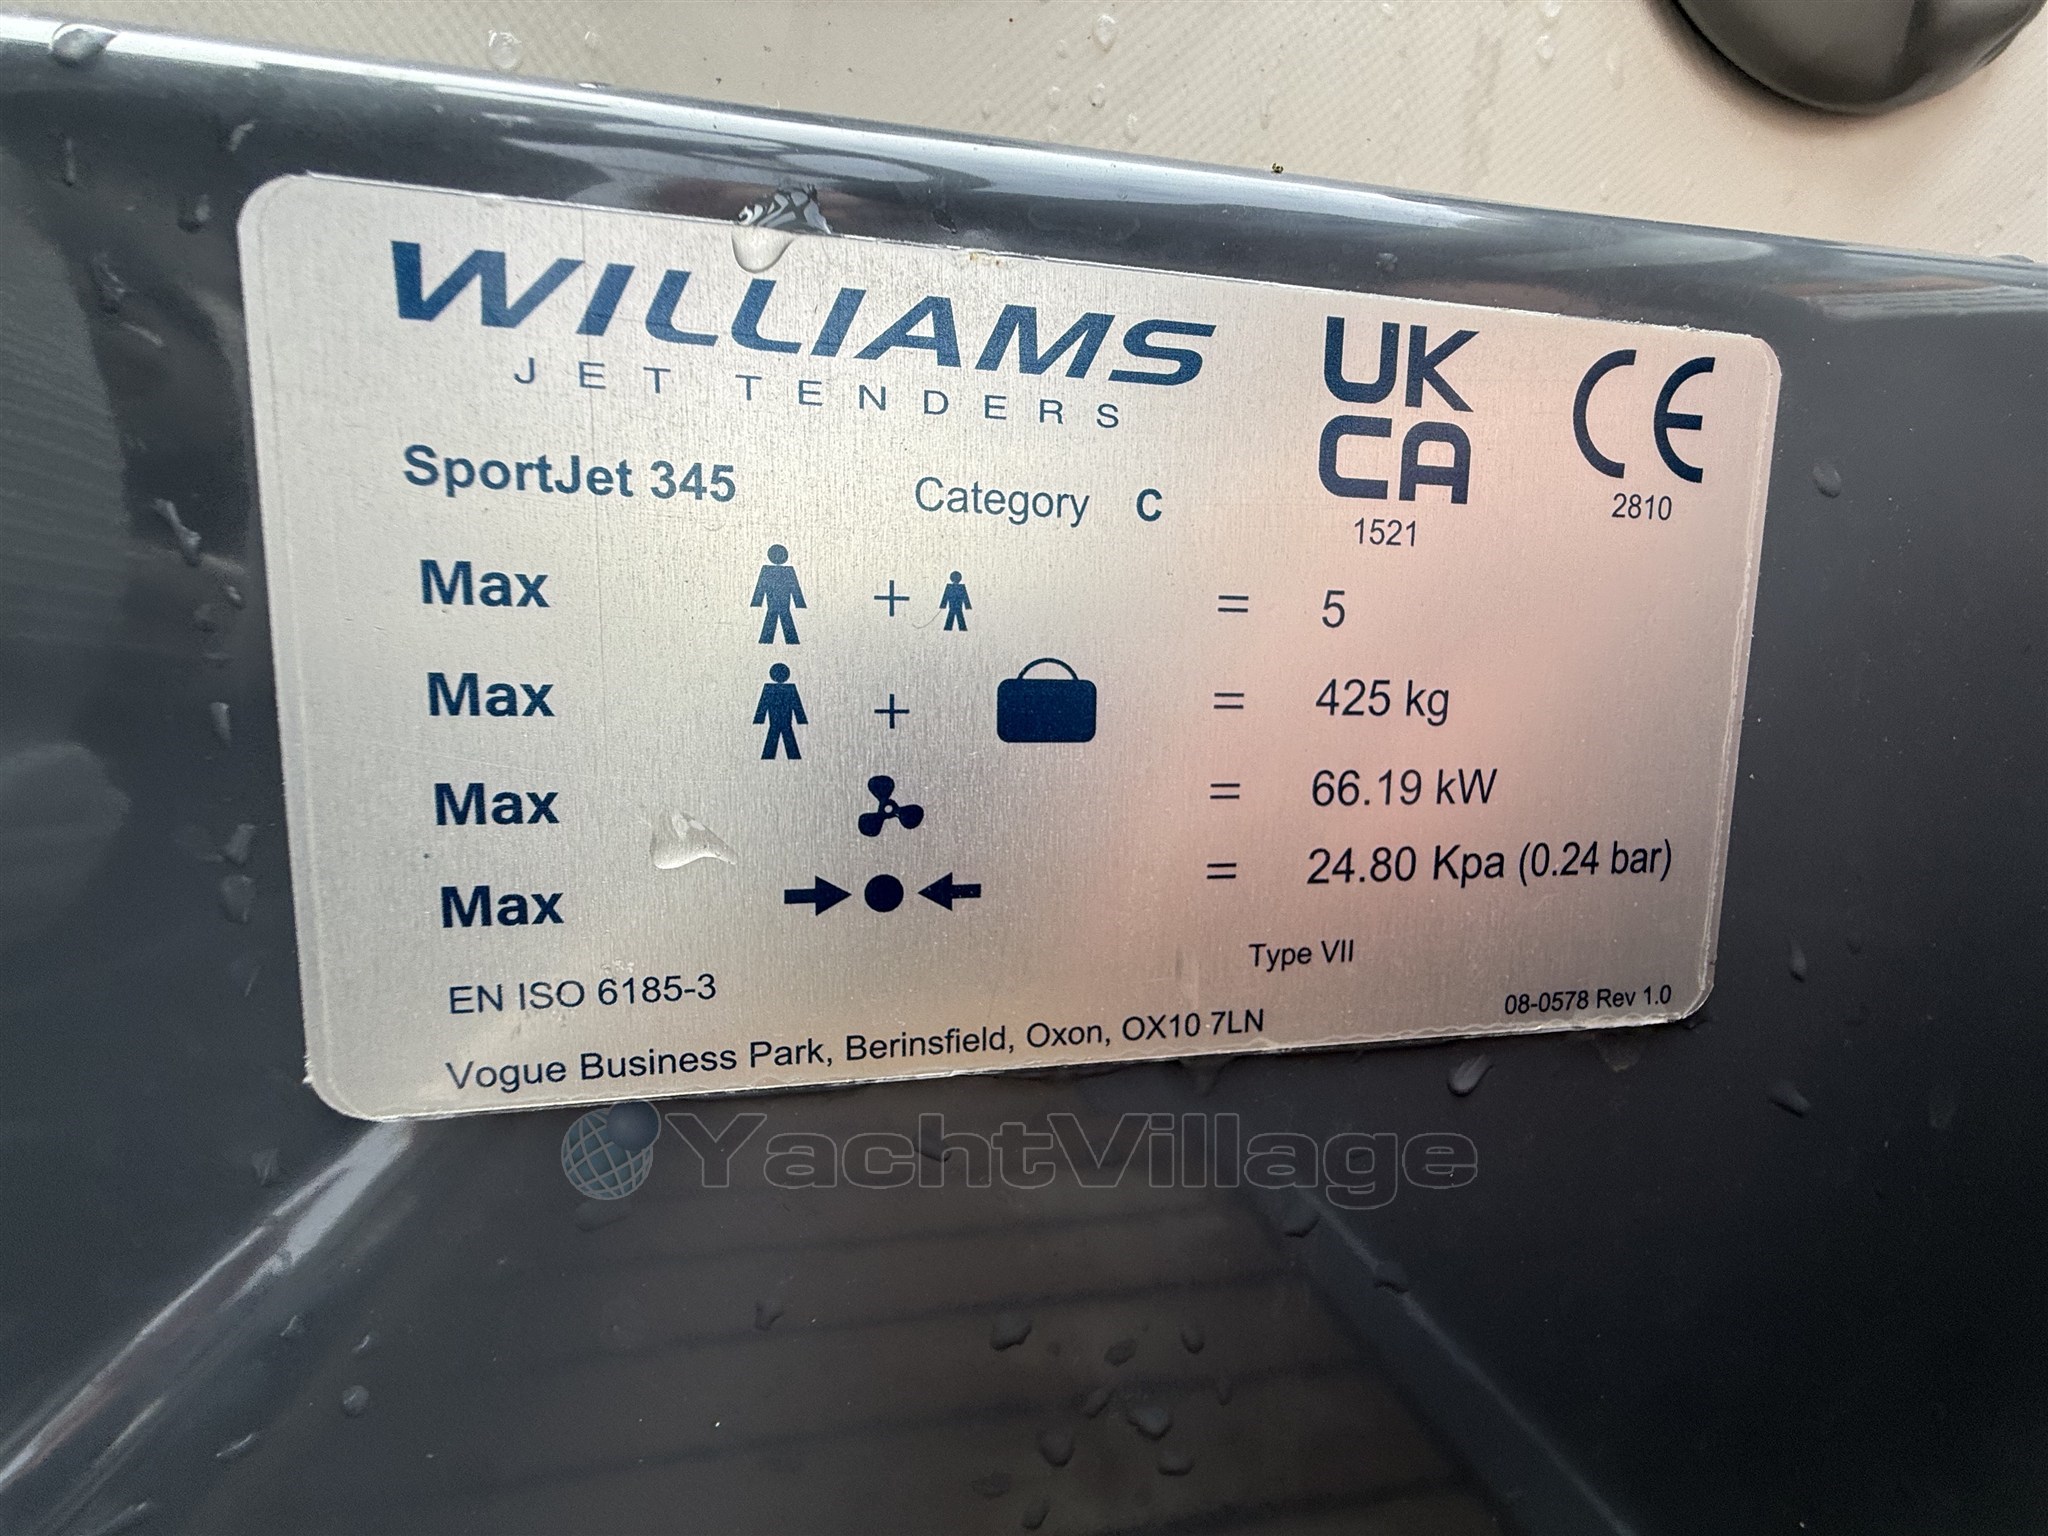 WILLIAMS
JET TENDERS
UK
CA
1521
CE
2810
SportJet 345 Category C
Max + = 5
Max + = 425 kg
Max = 66.19 kW
Max = 24.80 Kpa (0.24 bar)
Type VII
EN ISO 6185-3
08-0578 Rev 1.0
Vogue Business Park, Berinsfield, Oxon, OX10 7LN
YachtVillage